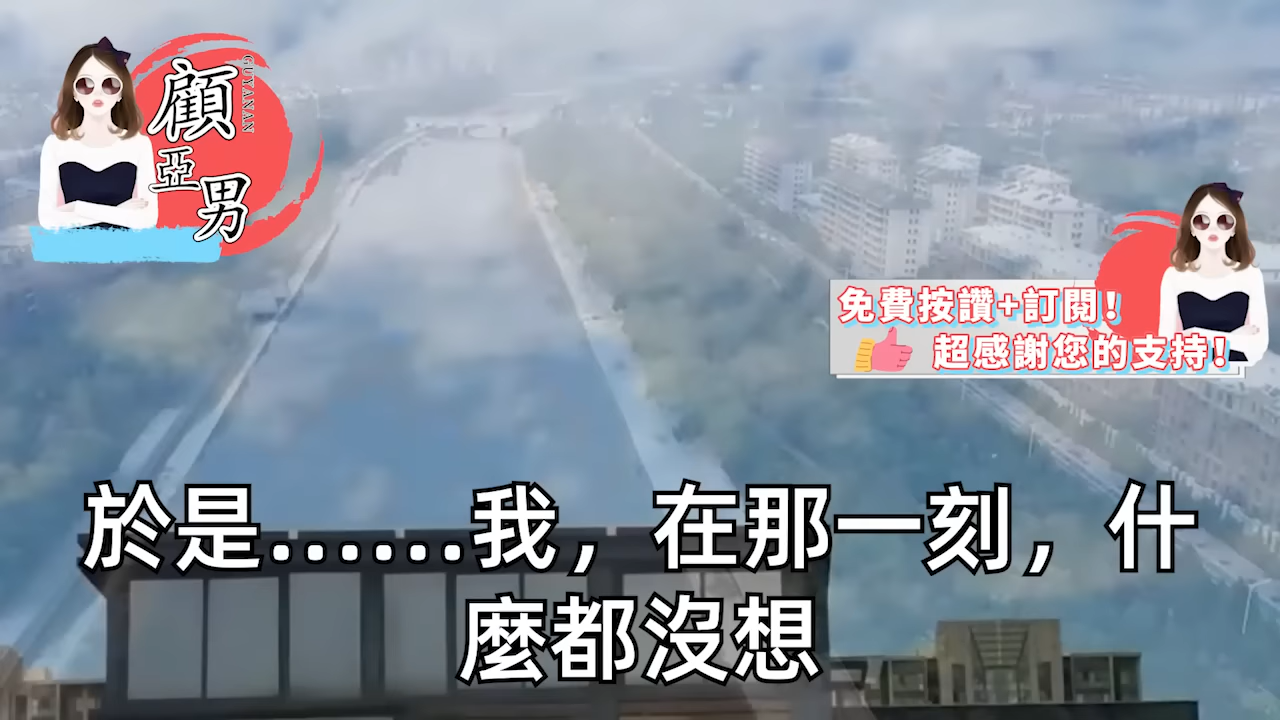 顧亞男
GUYANAN
免費按讚+訂閱!
超感謝您的支持!
於是......我，在那一刻，什
麼都沒想